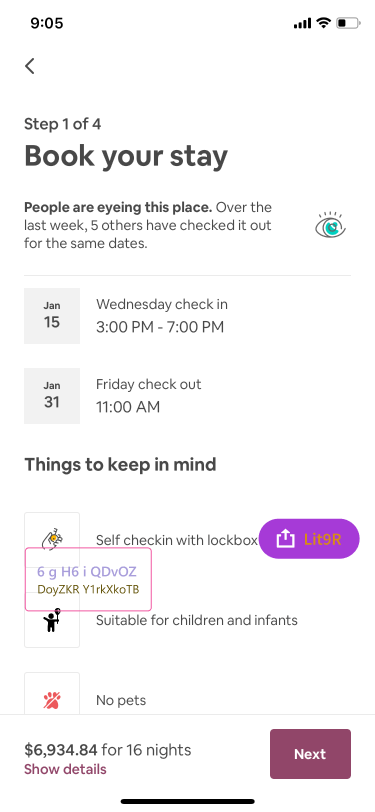 9:05
Step 1 of 4
Book your stay
People are eyeing this place. Over the
last week, 5 others have checked it out
for the same dates.
Jan
15
Wednesday check in
3:00 PM - 7:00 PM
Jan
31
Friday check out
11:00 AM
Things to keep in mind
Self checkin with lockbox
Lit9R
6 g H6 i QDvOZ
DoyZKR Y1rkXkoTB
Suitable for children and infants
No pets
$6,934.84 for 16 nights
Show details
Next